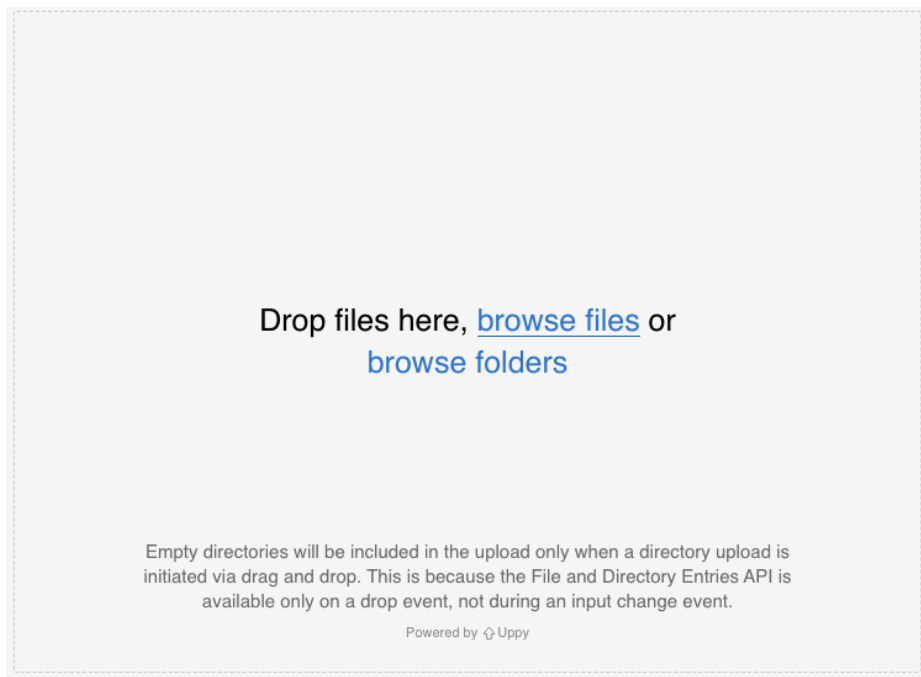 Drop files here, browse files or
browse folders
Empty directories will be included in the upload only when a directory upload is
initiated via drag and drop. This is because the File and Directory Entries API is
available only on a drop event, not during an input change event.
Powered by Uppy